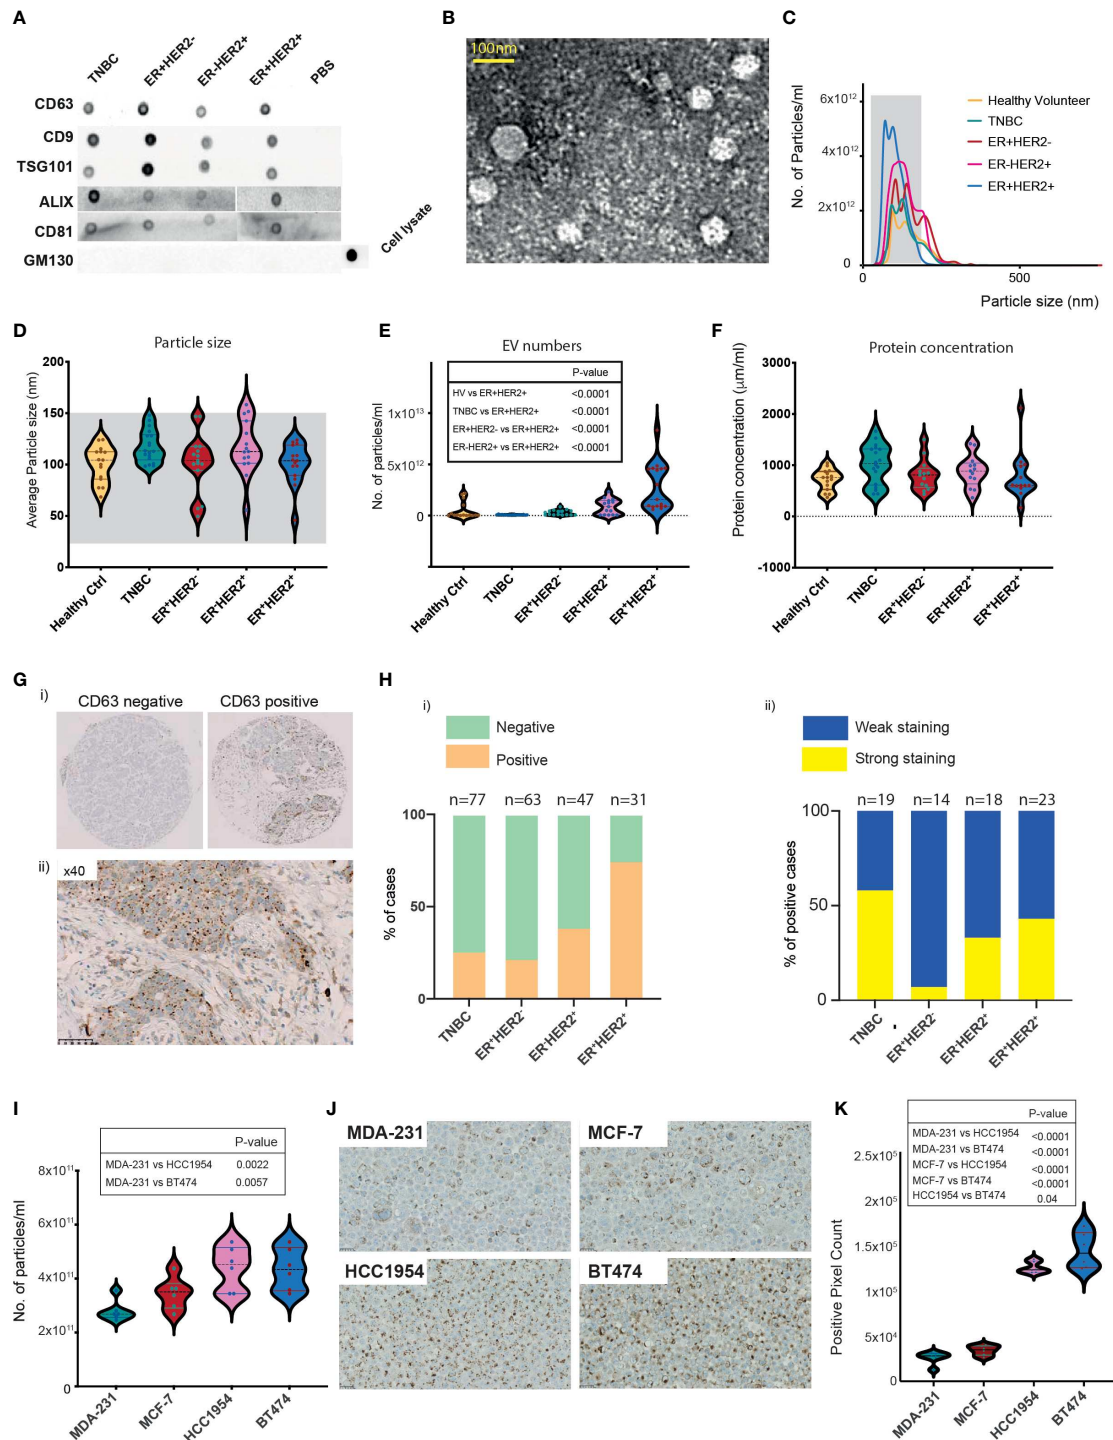 A
TNBC
ER+HER2-
ER-HER2+
ER+HER2+
PBS
CD63
CD9
TSG101
ALIX
CD81
GM130
Cell lysate
B
100nm
C
No. of Particles/ml
6x10¹²
4x10¹²
2x10¹²
0
0
500
Particle size (nm)
Healthy Volunteer
TNBC
ER+HER2-
ER-HER2+
ER+HER2+
D
Particle size
Average Particle size (nm)
200
150
100
50
0
Healthy Ctrl
TNBC
ER⁺HER2⁻
ER⁻HER2⁺
ER⁺HER2⁺
E
EV numbers
P-value
HV vs ER+HER2+ <0.0001
TNBC vs ER+HER2+ <0.0001
ER+HER2- vs ER+HER2+ <0.0001
ER-HER2+ vs ER+HER2+ <0.0001
No. of particles/ml
1x10¹³
5x10¹²
0
Healthy Ctrl
TNBC
ER⁺HER2⁻
ER⁻HER2⁺
ER⁺HER2⁺
F
Protein concentration
Protein concentration (μm/ml)
3000
2000
1000
0
-1000
Healthy Ctrl
TNBC
ER⁺HER2⁻
ER⁻HER2⁺
ER⁺HER2⁺
G
i)
CD63 negative
CD63 positive
ii)
x40
H
i)
Negative
Positive
n=77 n=63 n=47 n=31
% of cases
100
50
0
TNBC
ER⁺HER2⁻
ER⁻HER2⁺
ER⁺HER2⁺
ii)
Weak staining
Strong staining
n=19 n=14 n=18 n=23
% of positive cases
100
50
0
TNBC
ER⁺HER2⁻
ER⁻HER2⁺
ER⁺HER2⁺
I
P-value
MDA-231 vs HCC1954 0.0022
MDA-231 vs BT474 0.0057
No. of particles/ml
8x10¹¹
6x10¹¹
4x10¹¹
2x10¹¹
0
MDA-231
MCF-7
HCC1954
BT474
J
MDA-231
MCF-7
HCC1954
BT474
K
P-value
MDA-231 vs HCC1954 <0.0001
MDA-231 vs BT474 <0.0001
MCF-7 vs HCC1954 <0.0001
MCF-7 vs BT474 <0.0001
HCC1954 vs BT474 0.04
Positive Pixel Count
2.5x10⁵
2x10⁵
1.5x10⁵
1x10⁵
5x10⁴
0
MDA-231
MCF-7
HCC1954
BT474